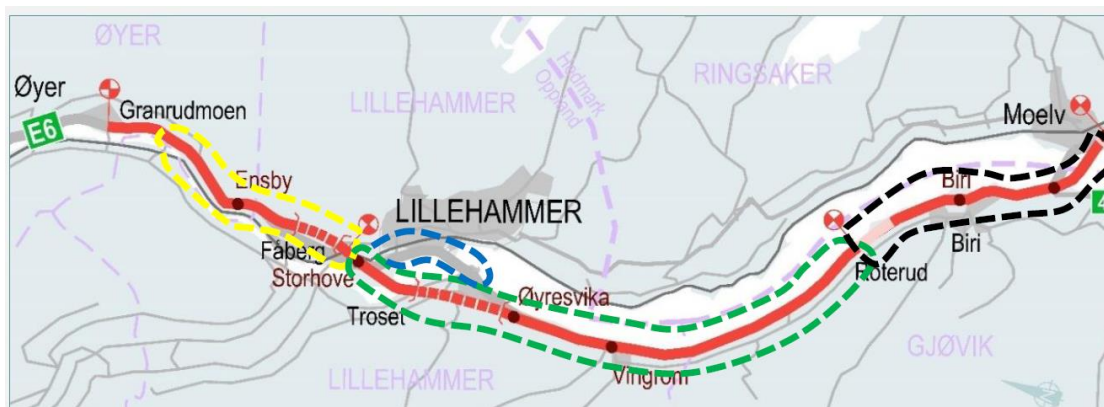 ØYER
Øyer
Granrudmoen
E6
LILLEHAMMER
Hedmark
Oppland
RINGSAKER
Moelv
Ensby
LILLEHAMMER
Biri
4
Fåberg
Storhove
Biri
Roterud
Øyresvika
Troset
GJØVIK
Vingrom
LILLEHAMMER